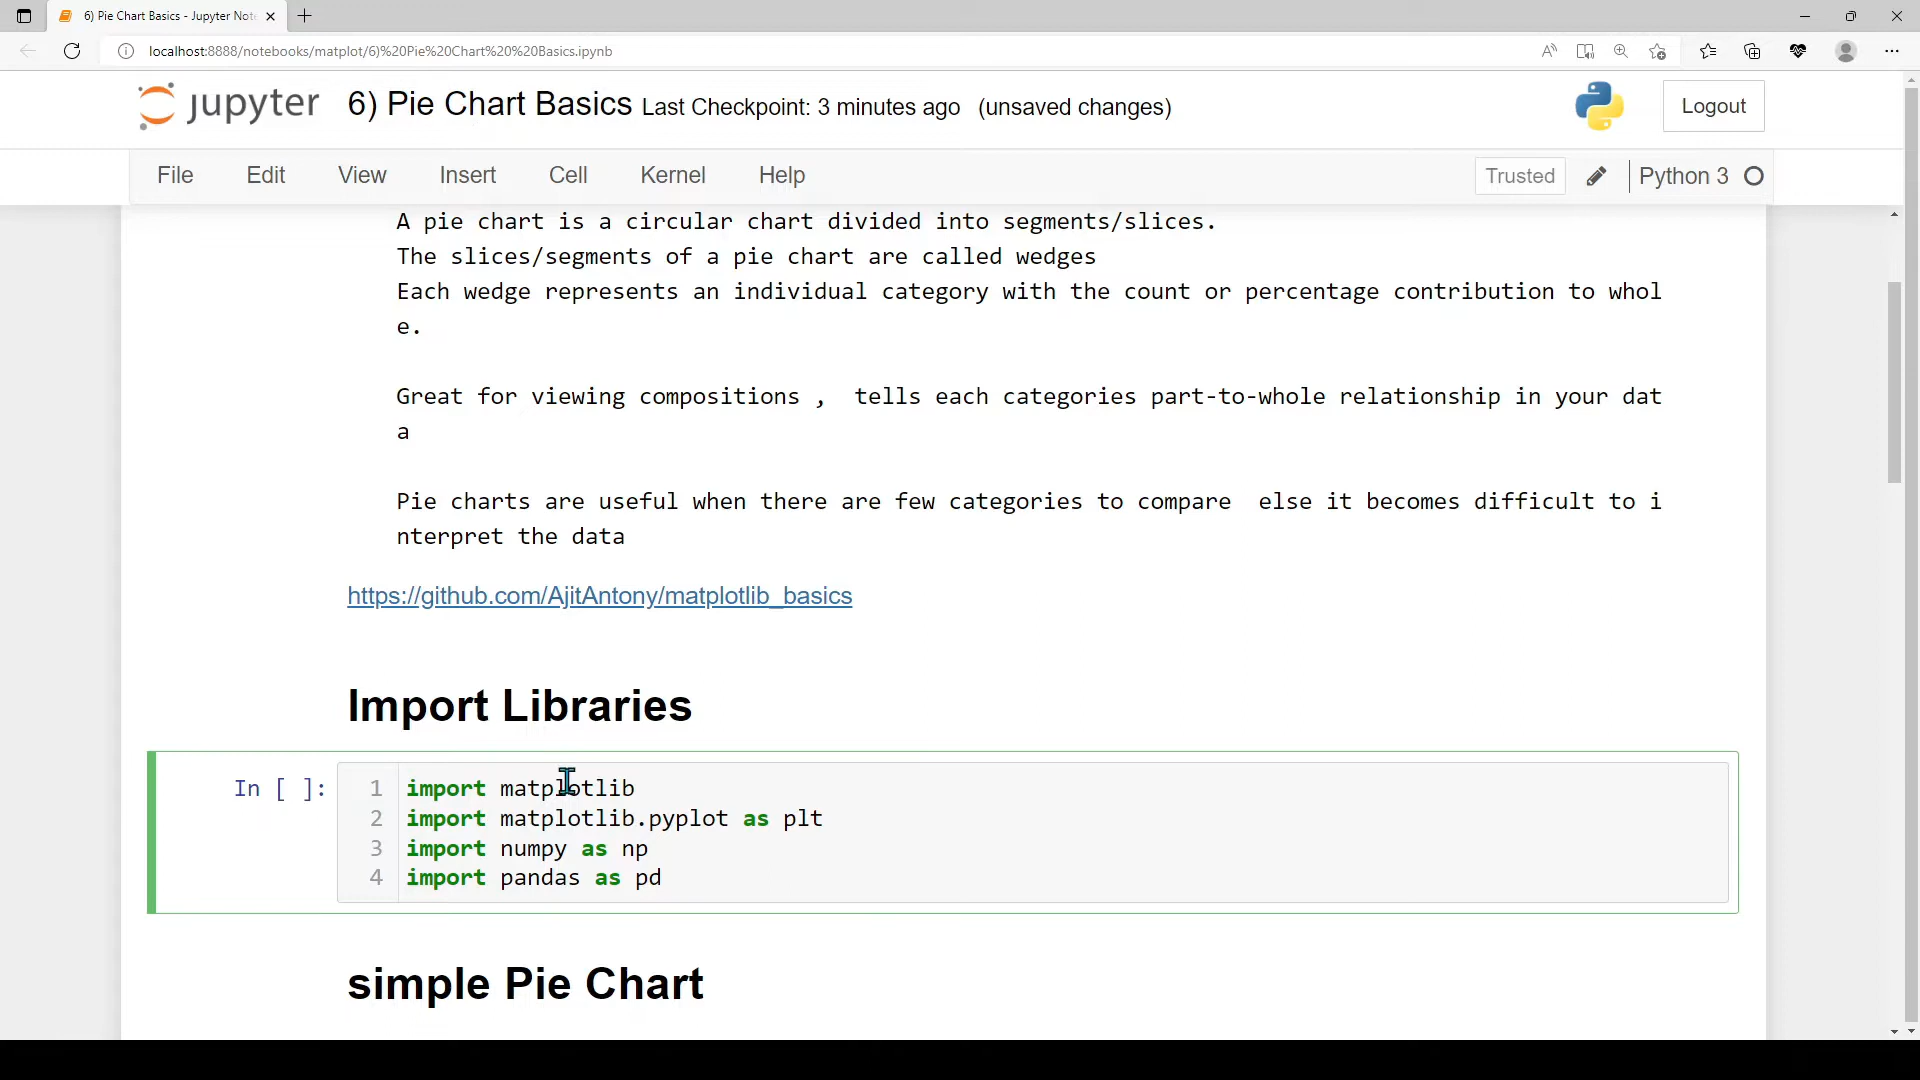 6) Pie Chart Basics - Jupyter Note
localhost:8888/notebooks/matplot/6)%20Pie%20Chart%20%20Basics.ipynb
jupyter 6) Pie Chart Basics Last Checkpoint: 3 minutes ago (unsaved changes)
Logout
File Edit View Insert Cell Kernel Help Trusted Python 3
A pie chart is a circular chart divided into segments/slices.
The slices/segments of a pie chart are called wedges
Each wedge represents an individual category with the count or percentage contribution to whol
e.
Great for viewing compositions ,  tells each categories part-to-whole relationship in your dat
a
Pie charts are useful when there are few categories to compare  else it becomes difficult to i
nterpret the data
https://github.com/AjitAntony/matplotlib_basics
Import Libraries
In [ ]: 1 import matplotlib
2 import matplotlib.pyplot as plt
3 import numpy as np
4 import pandas as pd
simple Pie Chart